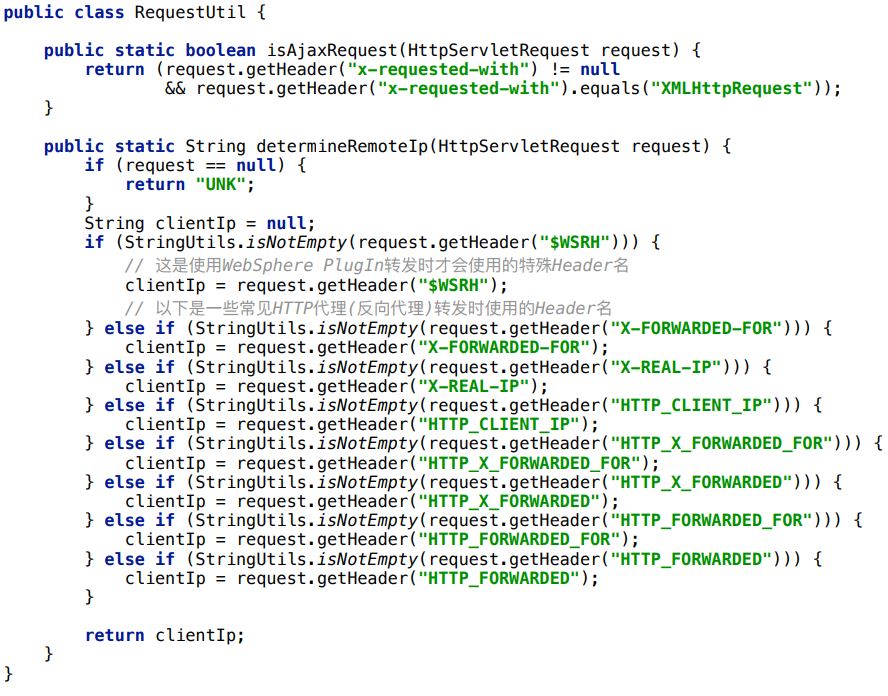 public class RequestUtil {
public static boolean isAjaxRequest(HttpServletRequest request) {
return (request.getHeader("x-requested-with") != null
&& request.getHeader("x-requested-with").equals("XMLHttpRequest"));
}
public static String determineRemoteIp(HttpServletRequest request) {
if (request == null) {
return "UNK";
}
String clientIp = null;
if (StringUtils.isNotEmpty(request.getHeader("$WSRH"))) {
// 这是使用WebSphere PlugIn转发时才会使用的特殊Header名
clientIp = request.getHeader("$WSRH");
// 以下是一些常见HTTP代理(反向代理)转发时使用的Header名
} else if (StringUtils.isNotEmpty(request.getHeader("X-FORWARDED-FOR"))) {
clientIp = request.getHeader("X-FORWARDED-FOR");
} else if (StringUtils.isNotEmpty(request.getHeader("X-REAL-IP"))) {
clientIp = request.getHeader("X-REAL-IP");
} else if (StringUtils.isNotEmpty(request.getHeader("HTTP_CLIENT_IP"))) {
clientIp = request.getHeader("HTTP_CLIENT_IP");
} else if (StringUtils.isNotEmpty(request.getHeader("HTTP_X_FORWARDED_FOR"))) {
clientIp = request.getHeader("HTTP_X_FORWARDED_FOR");
} else if (StringUtils.isNotEmpty(request.getHeader("HTTP_X_FORWARDED"))) {
clientIp = request.getHeader("HTTP_X_FORWARDED");
} else if (StringUtils.isNotEmpty(request.getHeader("HTTP_FORWARDED_FOR"))) {
clientIp = request.getHeader("HTTP_FORWARDED_FOR");
} else if (StringUtils.isNotEmpty(request.getHeader("HTTP_FORWARDED"))) {
clientIp = request.getHeader("HTTP_FORWARDED");
}
return clientIp;
}
}